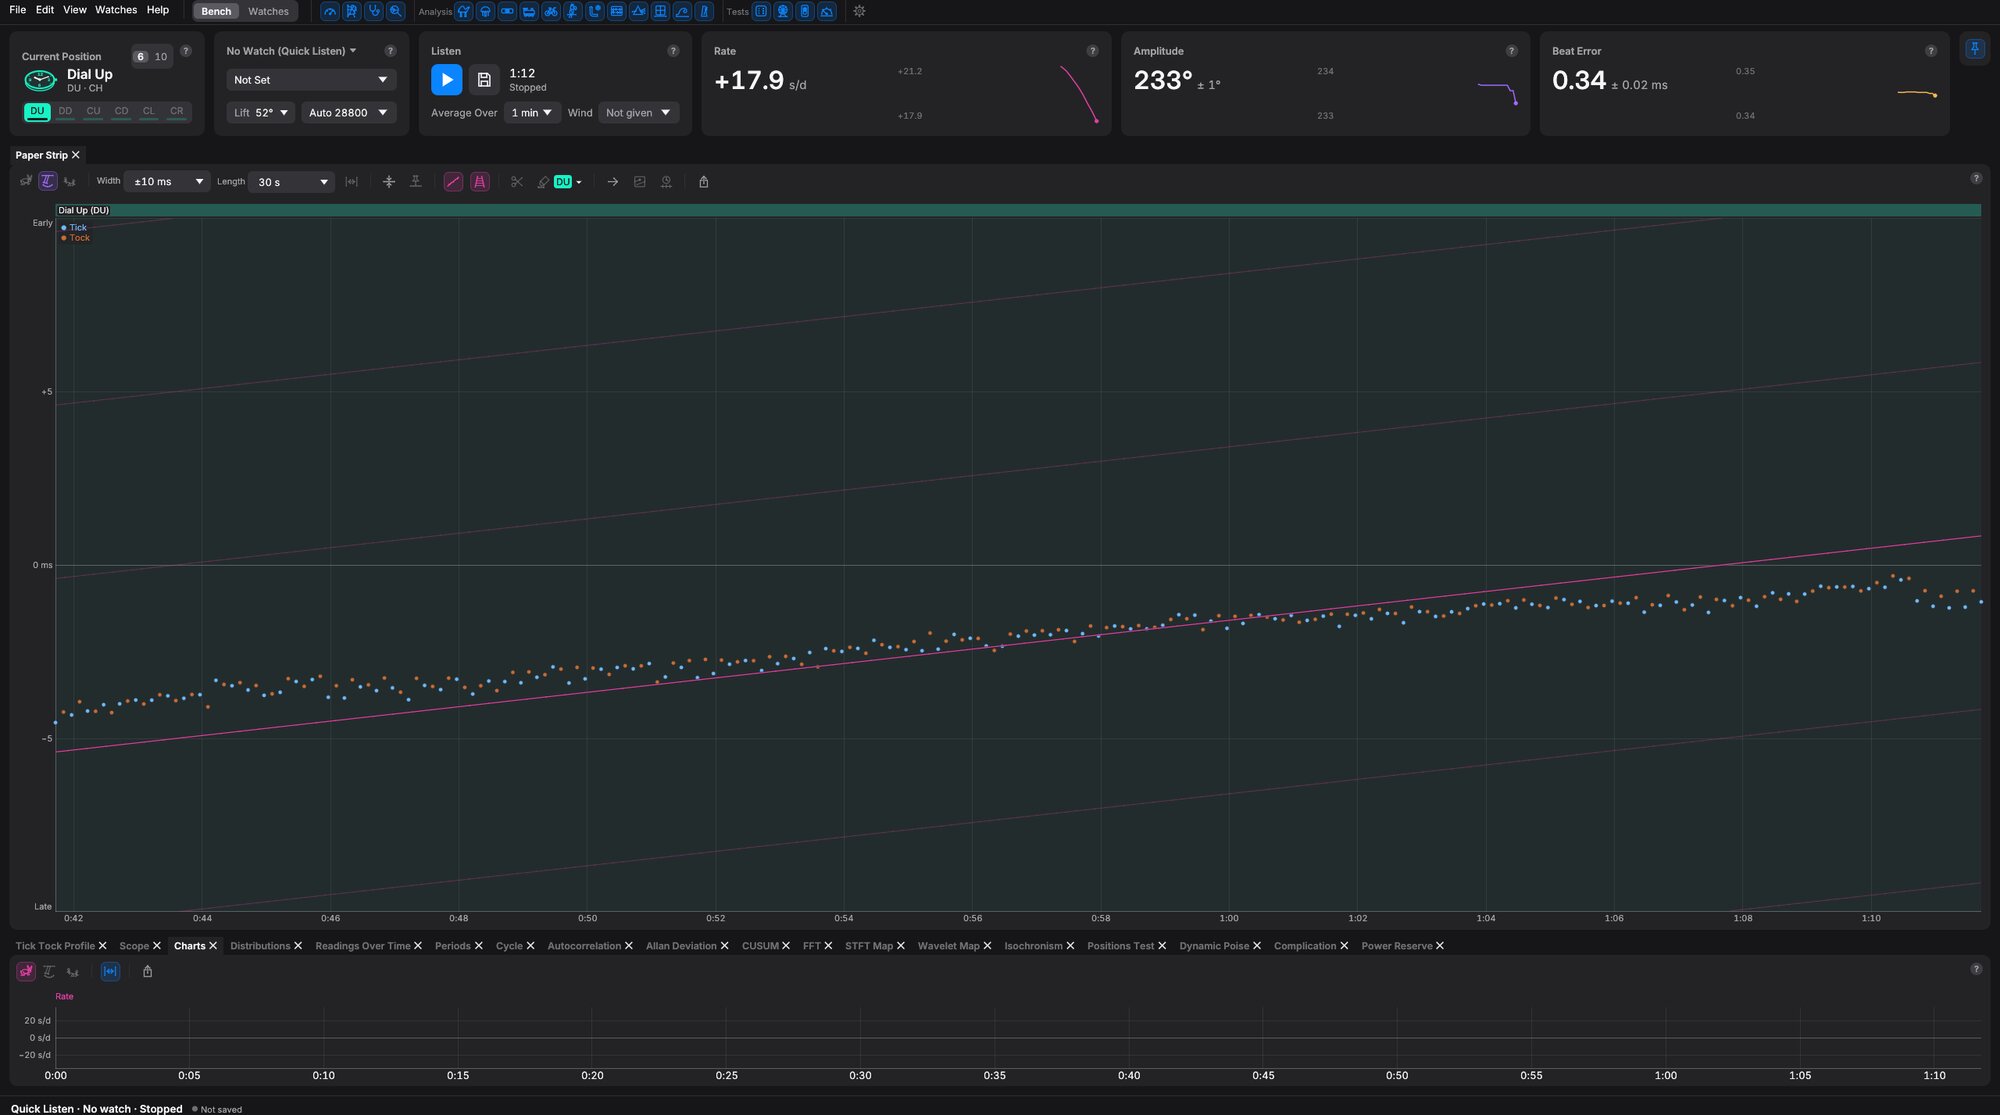 File Edit View Watches Help Bench Watches Analysis Tests
Current Position 6 10 ?
Dial Up
DU · CH
DU DD CU CD CL CR
No Watch (Quick Listen) ?
Not Set
Lift 52° Auto 28800
Listen ?
1:12
Stopped
Average Over 1 min Wind Not given
Rate ?
+17.9 s/d
+21.2
+17.9
Amplitude ?
233° ± 1°
234
233
Beat Error ?
0.34 ± 0.02 ms
0.35
0.34
Paper Strip
Width ±10 ms Length 30 s DU ?
Dial Up (DU)
Early
Tick
Tock
+5
0 ms
−5
Late
0:42 0:44 0:46 0:48 0:50 0:52 0:54 0:56 0:58 1:00 1:02 1:04 1:06 1:08 1:10
Tick Tock Profile Scope Charts Distributions Readings Over Time Periods Cycle Autocorrelation Allan Deviation CUSUM FFT STFT Map Wavelet Map Isochronism Positions Test Dynamic Poise Complication Power Reserve
?
Rate
20 s/d
0 s/d
−20 s/d
0:00 0:05 0:10 0:15 0:20 0:25 0:30 0:35 0:40 0:45 0:50 0:55 1:00 1:05 1:10
Quick Listen · No watch · Stopped Not saved